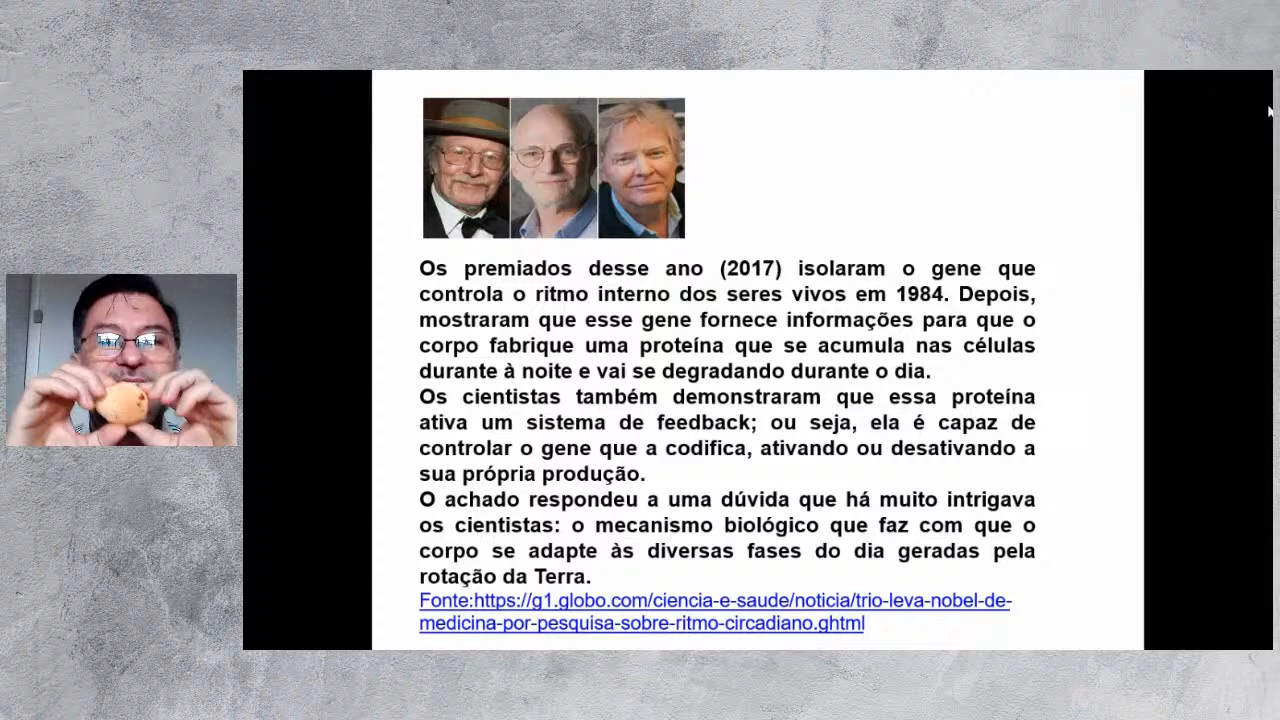 Os premiados desse ano (2017) isolaram o gene que
controla o ritmo interno dos seres vivos em 1984. Depois,
mostraram que esse gene fornece informações para que o
corpo fabrique uma proteína que se acumula nas células
durante à noite e vai se degradando durante o dia.
Os cientistas também demonstraram que essa proteína
ativa um sistema de feedback; ou seja, ela é capaz de
controlar o gene que a codifica, ativando ou desativando a
sua própria produção.
O achado respondeu a uma dúvida que há muito intrigava
os cientistas: o mecanismo biológico que faz com que o
corpo se adapte às diversas fases do dia geradas pela
rotação da Terra.
Fonte:https://g1.globo.com/ciencia-e-saude/noticia/trio-leva-nobel-de-
medicina-por-pesquisa-sobre-ritmo-circadiano.ghtml